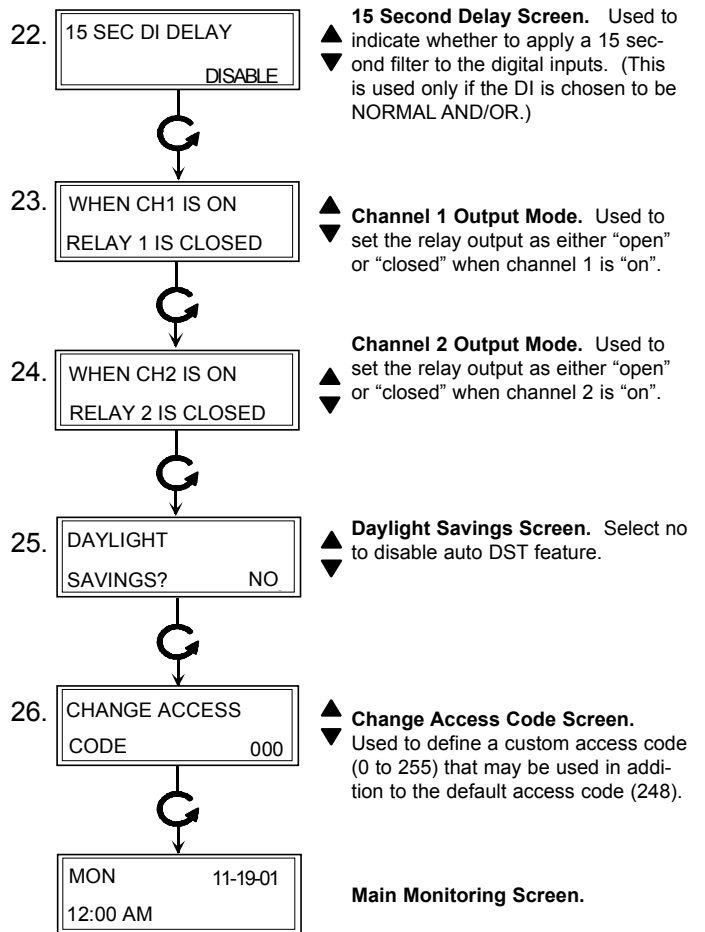 22.
15 SEC DI DELAY
DISABLE
15 Second Delay Screen. Used to
indicate whether to apply a 15 sec-
ond filter to the digital inputs. (This
is used only if the DI is chosen to be
NORMAL AND/OR.)
23.
WHEN CH1 IS ON
RELAY 1 IS CLOSED
Channel 1 Output Mode. Used to
set the relay output as either “open”
or “closed” when channel 1 is “on”.
24.
WHEN CH2 IS ON
RELAY 2 IS CLOSED
Channel 2 Output Mode. Used to
set the relay output as either “open”
or “closed” when channel 2 is “on”.
25.
DAYLIGHT
SAVINGS? NO
Daylight Savings Screen. Select no
to disable auto DST feature.
26.
CHANGE ACCESS
CODE 000
Change Access Code Screen.
Used to define a custom access code
(0 to 255) that may be used in addi-
tion to the default access code (248).
MON 11-19-01
12:00 AM
Main Monitoring Screen.